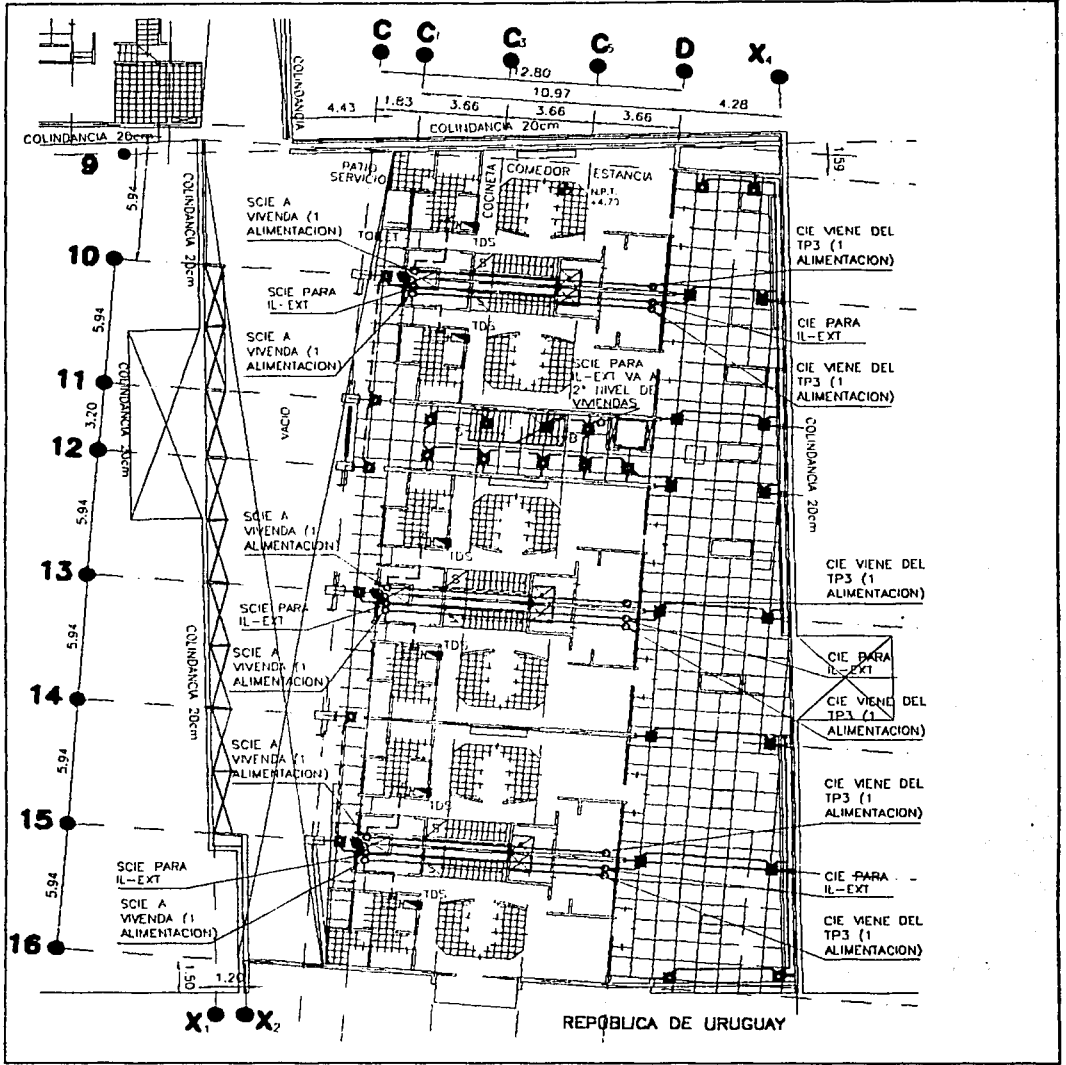 C C₁ C₃ C₅ D X₄
12.80
10.97
4.43 1.83 3.66 3.66 3.66 4.28
COLINDANCIA 20cm
COLINDANCIA
COLINDANCIA 20cm
1.59
9
5.94
10
5.94
11
3.20
12
5.94
13
5.94
14
5.94
15
5.94
16
COLINDANCIA 20cm
COLINDANCIA 30cm
COLINDANCIA 20cm
VACIO
PATIO
SERVICIO
COCINETA
COMEDOR
ESTANCIA
N.P.T.
+4.73
TOILET
TDS
S
SCIE A
VIVENDA (1
ALIMENTACION)
SCIE PARA
IL-EXT
SCIE A
VIVENDA (1
ALIMENTACION)
TDS
CIE VIENE DEL
TP3 (1
ALIMENTACION)
CIE PARA
IL-EXT
CIE VIENE DEL
TP3 (1
ALIMENTACION)
SCIE PARA
IL-EXT VA A
2° NIVEL DE
VIVIENDAS
COLINDANCIA 20cm
SCIE A
VIVENDA (1
ALIMENTACION)
TDS
S
SCIE PARA
IL-EXT
SCIE A
VIVENDA (1
ALIMENTACION)
TDS
CIE VIENE DEL
TP3 (1
ALIMENTACION)
CIE PARA
IL-EXT
CIE VIENE DEL
TP3 (1
ALIMENTACION)
SCIE A
VIVENDA (1
ALIMENTACION)
TDS
S
SCIE PARA
IL-EXT
SCIE A
VIVENDA (1
ALIMENTACION)
S
TDS
CIE VIENE DEL
TP3 (1
ALIMENTACION)
CIE PARA
IL-EXT
CIE VIENE DEL
TP3 (1
ALIMENTACION)
1.50
1.20
X₁ X₂
REPOBLICA DE URUGUAY